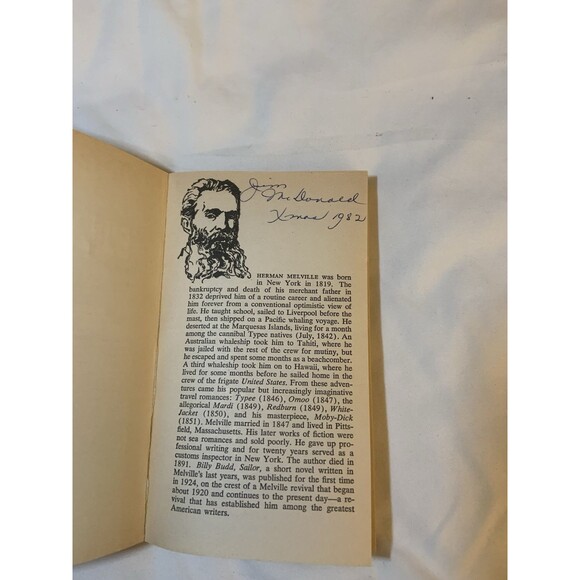 Jim
McDonald
Xmas 1982
HERMAN MELVILLE was born
in New York in 1819. The
bankruptcy and death of his merchant father in
1832 deprived him of a routine career and alienated
him forever from a conventional optimistic view of
life. He taught school, sailed to Liverpool before the
mast, then shipped on a Pacific whaling voyage. He
deserted at the Marquesas Islands, living for a month
among the cannibal Typee natives (July, 1842). An
Australian whaleship took him to Tahiti, where he
was jailed with the rest of the crew for mutiny, but
he escaped and spent some months as a beachcomber.
A third whaleship took him on to Hawaii, where he
lived for some months before he sailed home in the
crew of the frigate United States. From these adven-
tures came his popular but increasingly imaginative
travel romances: Typee (1846), Omoo (1847), the
allegorical Mardi (1849), Redburn (1849), White-
Jacket (1850), and his masterpiece, Moby-Dick
(1851). Melville married in 1847 and lived in Pitts-
field, Massachusetts. His later works of fiction were
not sea romances and sold poorly. He gave up pro-
fessional writing and for twenty years served as a
customs inspector in New York. The author died in
1891. Billy Budd, Sailor, a short novel written in
Melville's last years, was published for the first time
in 1924, on the crest of a Melville revival that began
about 1920 and continues to the present day—a re-
vival that has established him among the greatest
American writers.